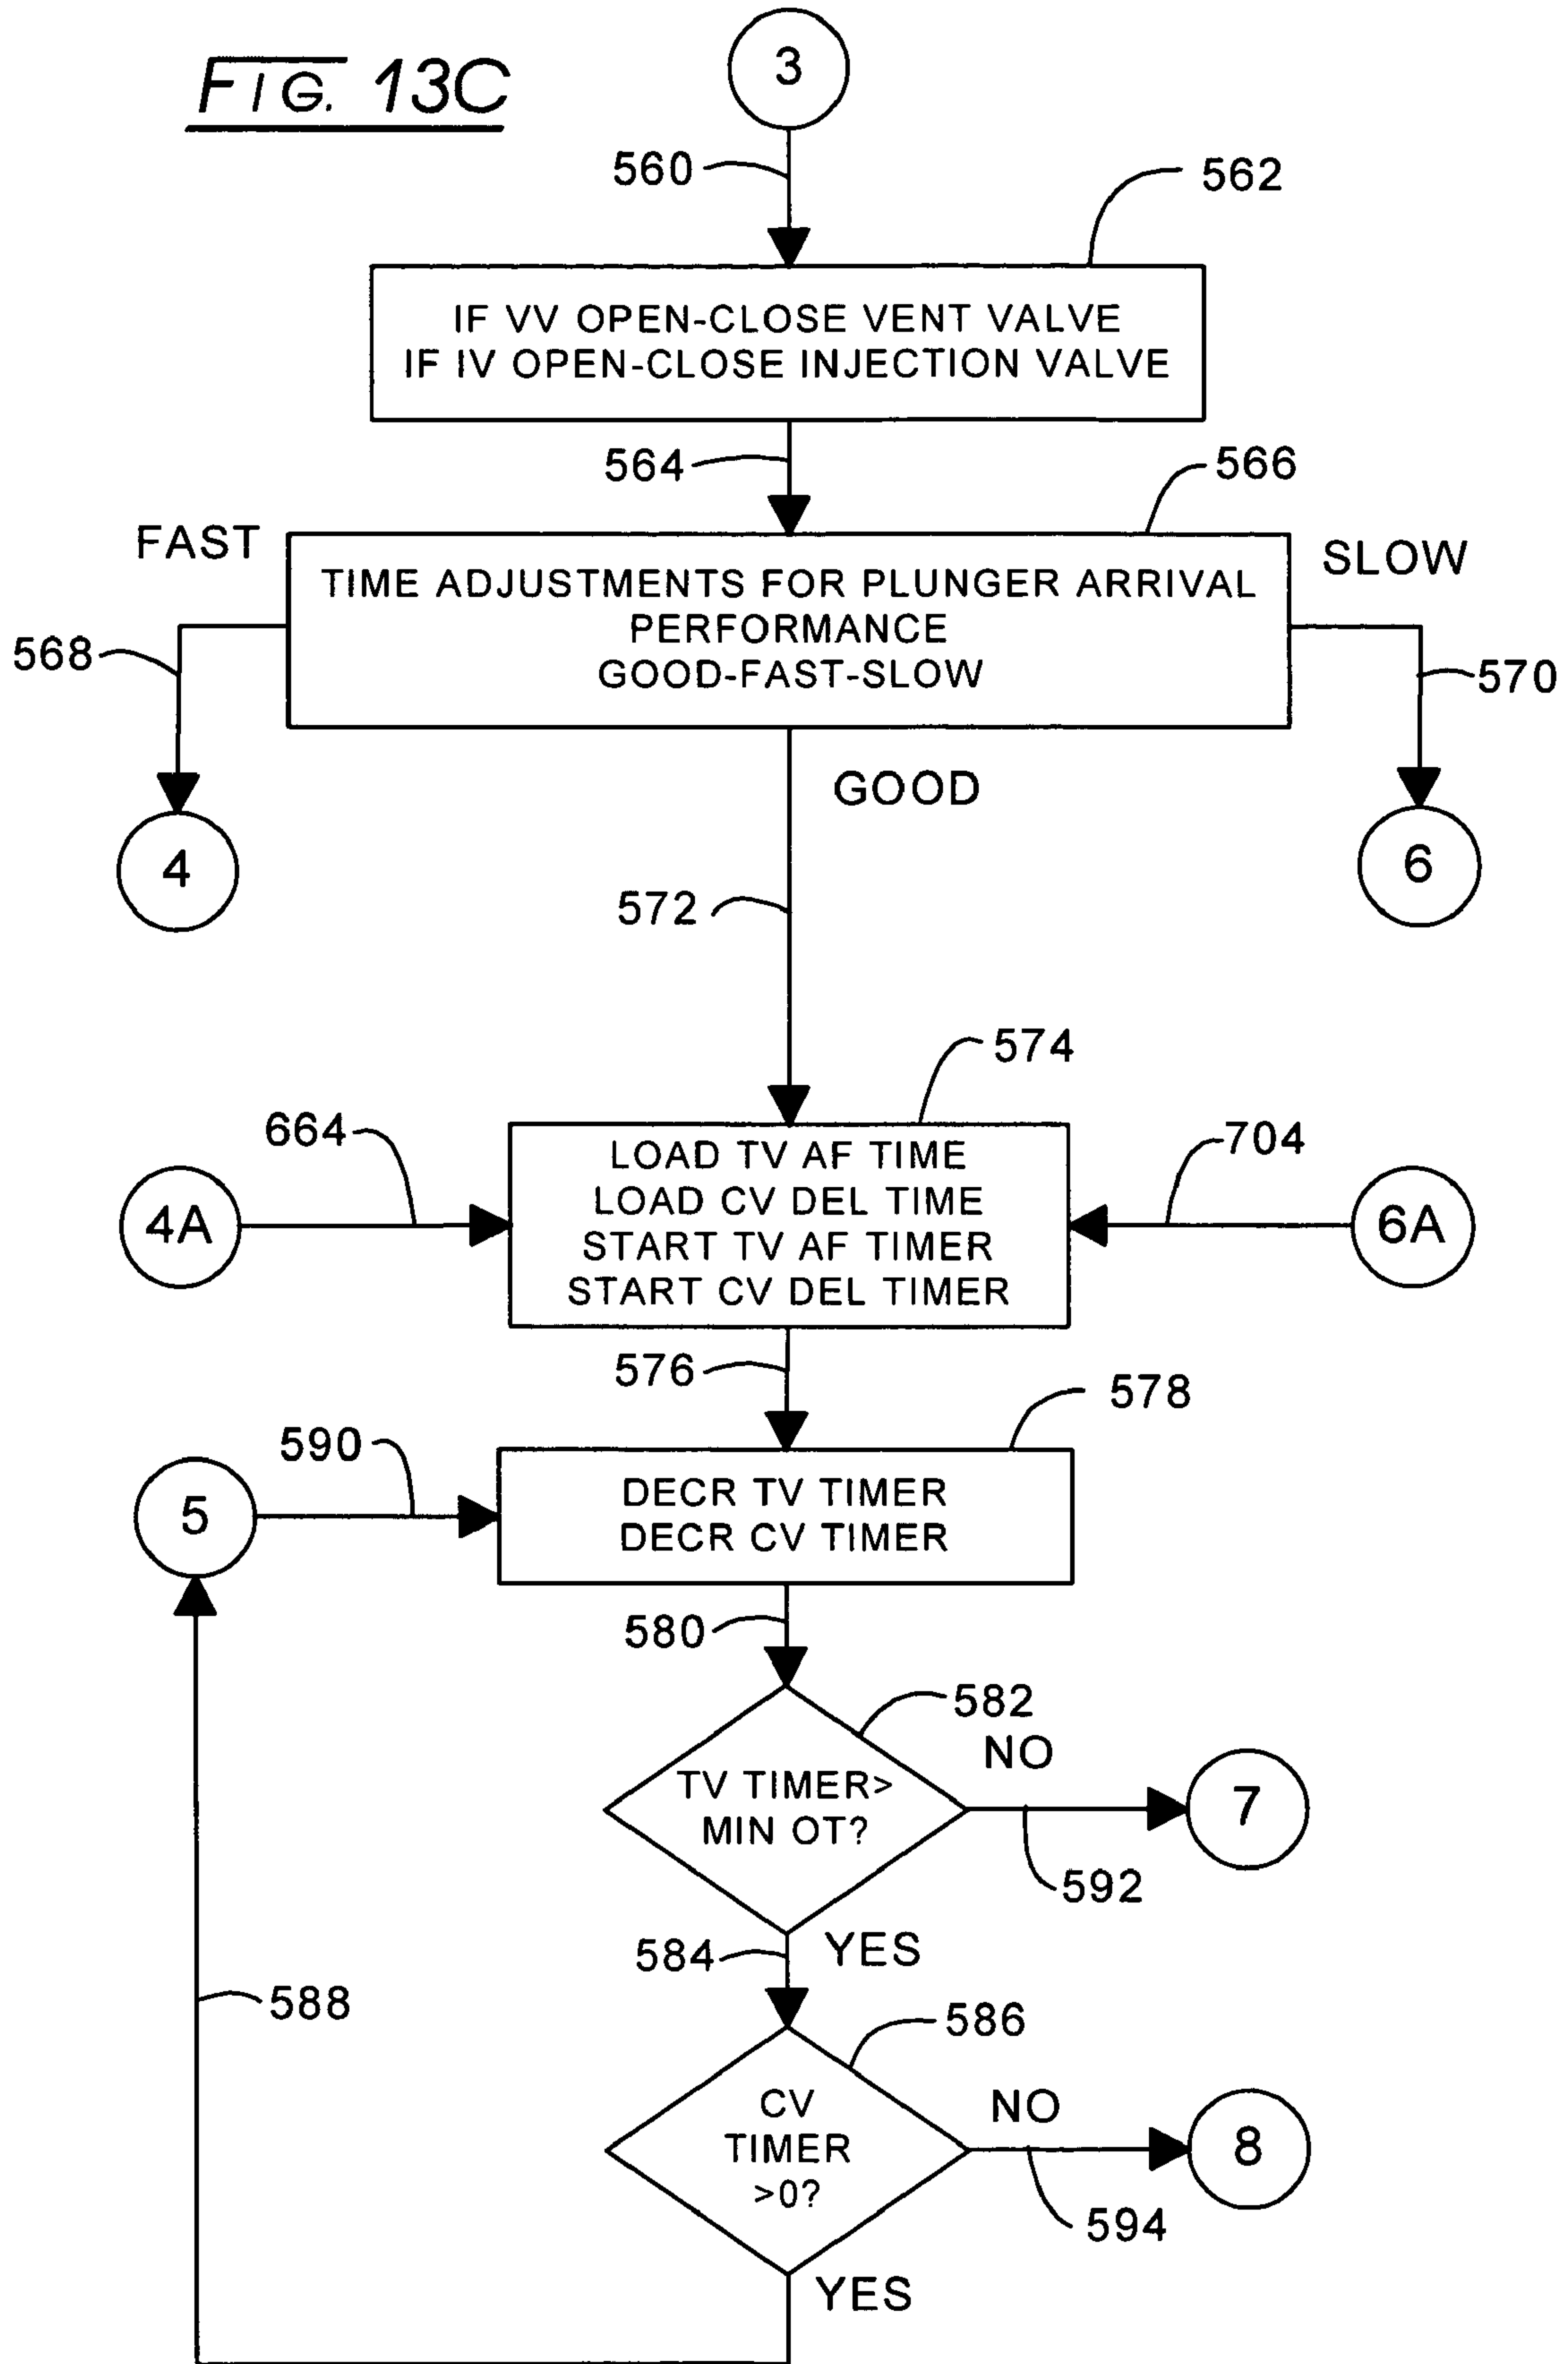 FIG. 13C
3
560
562
IF VV OPEN-CLOSE VENT VALVE
IF IV OPEN-CLOSE INJECTION VALVE
564
566
FAST
SLOW
TIME ADJUSTMENTS FOR PLUNGER ARRIVAL
PERFORMANCE
GOOD-FAST-SLOW
568
570
4
GOOD
6
572
574
664
704
4A
LOAD TV AF TIME
LOAD CV DEL TIME
START TV AF TIMER
START CV DEL TIMER
6A
576
578
590
5
DECR TV TIMER
DECR CV TIMER
580
582
NO
TV TIMER>
MIN OT?
7
592
584
YES
588
586
CV
TIMER
>0?
NO
8
594
YES